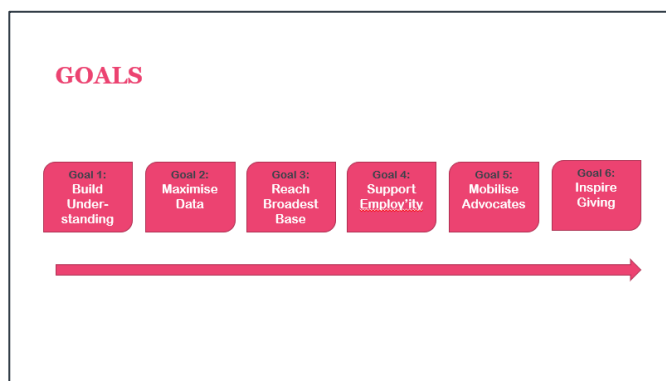 GOALS
Goal 1:
Build
Under-
standing
Goal 2:
Maximise
Data
Goal 3:
Reach
Broadest
Base
Goal 4:
Support
Employ'ity
Goal 5:
Mobilise
Advocates
Goal 6:
Inspire
Giving